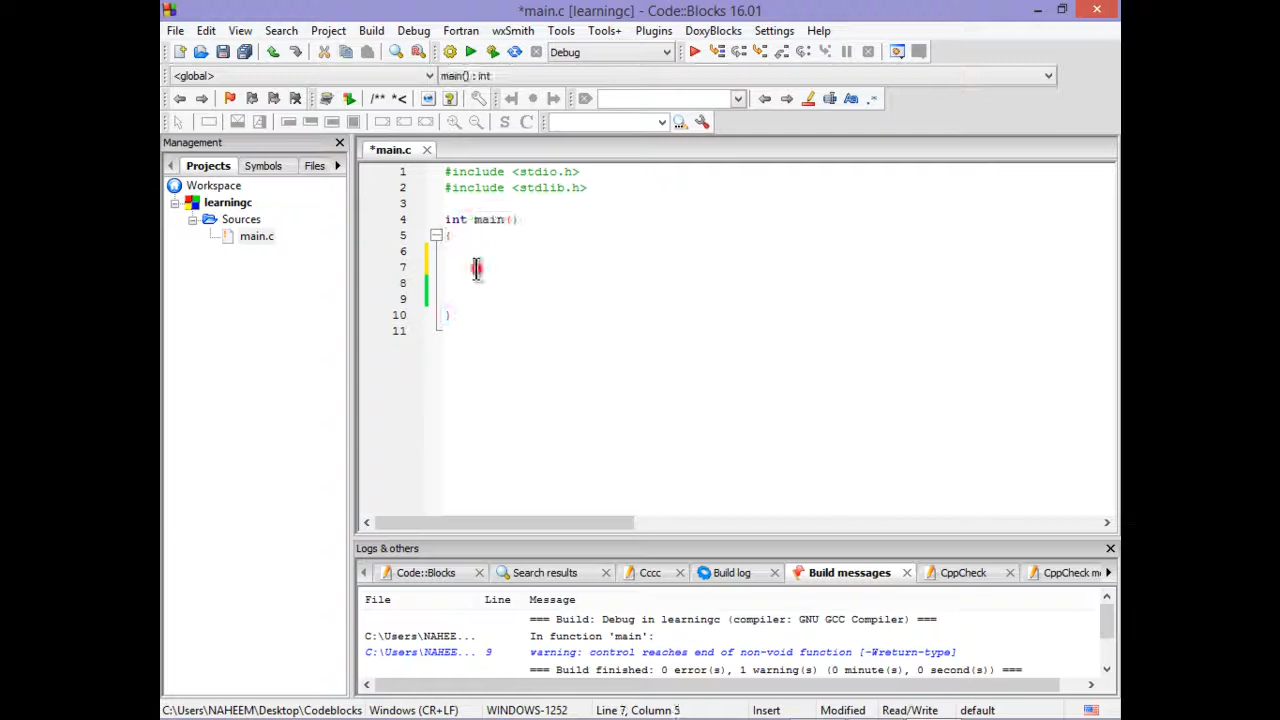 *main.c [learningc] - Code::Blocks 16.01
File Edit View Search Project Build Debug Fortran wxSmith Tools Tools+ Plugins DoxyBlocks Settings Help
Debug
<global> main() : int
/** *<
S C
Management
Projects Symbols Files
Workspace
learningc
Sources
main.c
*main.c
1 #include <stdio.h>
2 #include <stdlib.h>
3
4 int main()
5 {
6
7
8
9
10 }
11
Logs & others
Code::Blocks Search results Cccc Build log Build messages CppCheck CppCheck me
File Line Message
=== Build: Debug in learningc (compiler: GNU GCC Compiler) ===
C:\Users\NAHEE... In function 'main':
C:\Users\NAHEE... 9 warning: control reaches end of non-void function [-Wreturn-type]
=== Build finished: 0 error(s), 1 warning(s) (0 minute(s), 0 second(s)) ===
C:\Users\NAHEEM\Desktop\Codeblocks Windows (CR+LF) WINDOWS-1252 Line 7, Column 5 Insert Modified Read/Write default